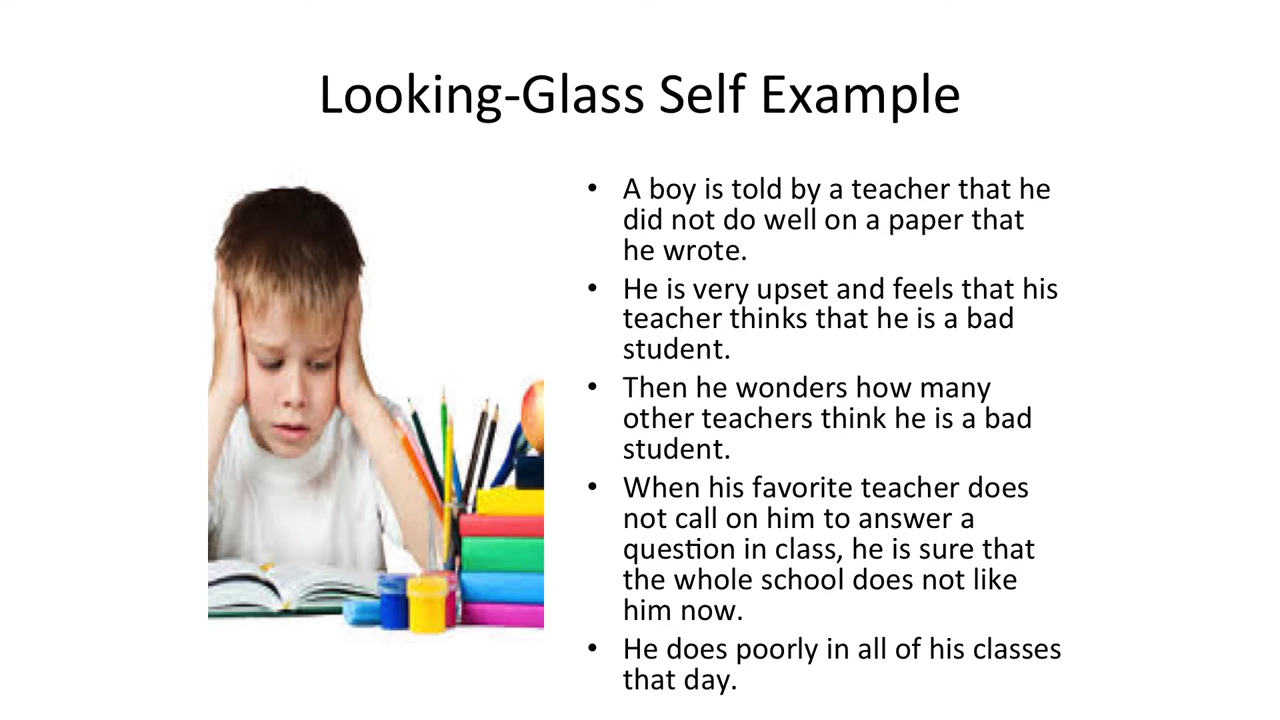 Looking-Glass Self Example
• A boy is told by a teacher that he
did not do well on a paper that
he wrote.
• He is very upset and feels that his
teacher thinks that he is a bad
student.
• Then he wonders how many
other teachers think he is a bad
student.
• When his favorite teacher does
not call on him to answer a
question in class, he is sure that
the whole school does not like
him now.
• He does poorly in all of his classes
that day.